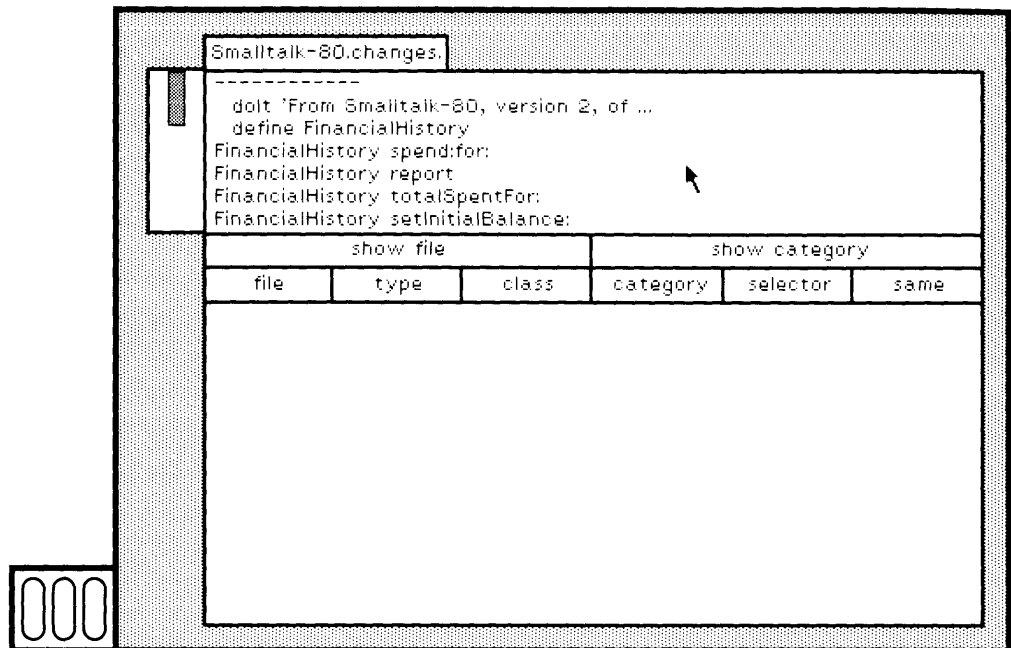 Smalltalk-80.changes.
--------------
doIt 'From Smalltalk-80, version 2, of ...
define FinancialHistory
FinancialHistory spend:for:
FinancialHistory report
FinancialHistory totalSpentFor:
FinancialHistory setInitialBalance:
show file show category
file type class category selector same